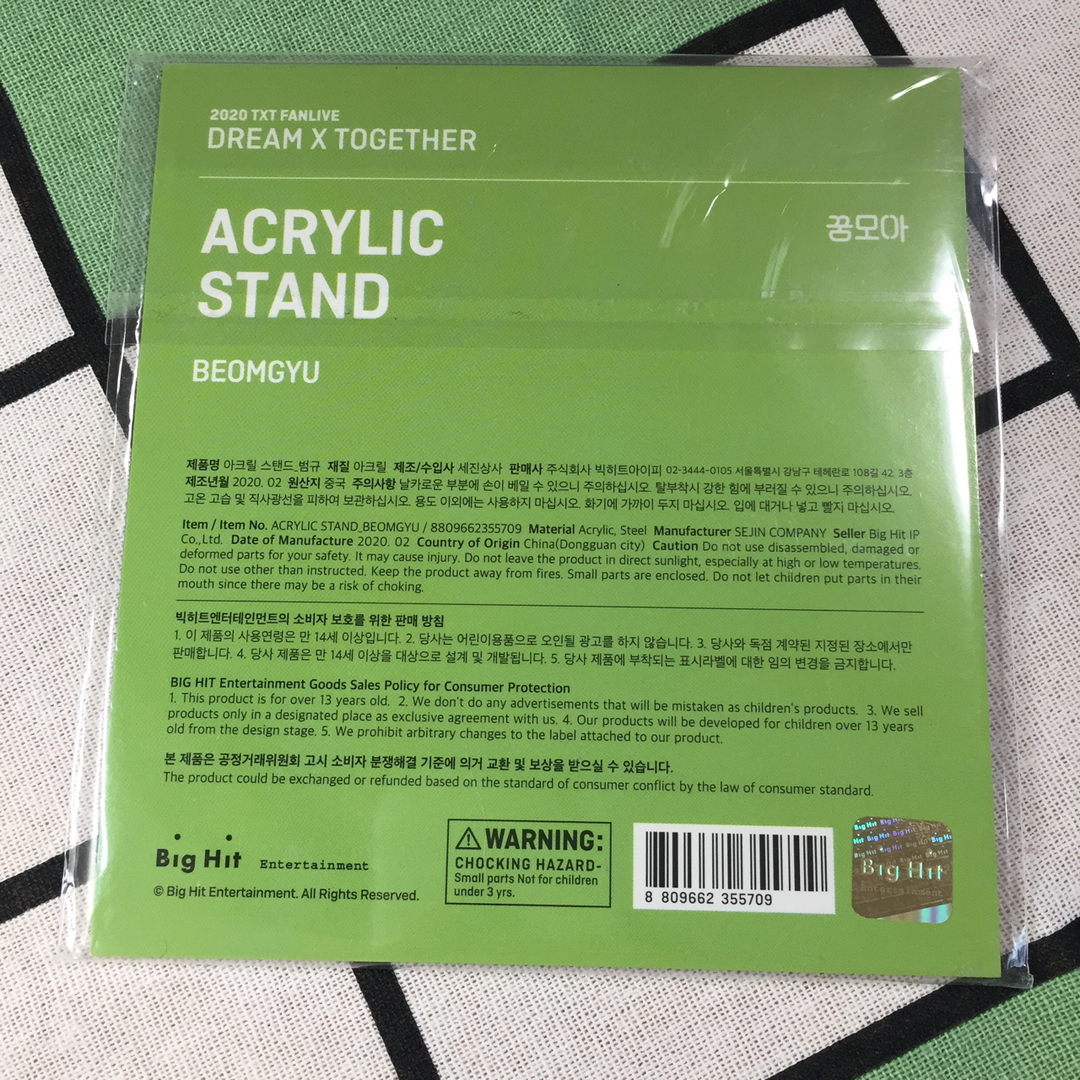 2020 TXT FANLIVE
DREAM X TOGETHER
ACRYLIC
STAND
꿈모아
BEOMGYU
제품명 아크릴 스탠드_범규 재질 아크릴 제조/수입사 세진상사 판매사 주식회사 빅히트아이피 02-3444-0105 서울특별시 강남구 테헤란로 108길 42 3층
제조년월 2020. 02 원산지 중국 주의사항 날카로운 부분에 손이 베일 수 있으니 주의하십시오. 탈부착시 강한 힘에 부러질 수 있으니 주의하십시오.
고온 고습 및 직사광선을 피하여 보관하십시오. 용도 이외에는 사용하지 마십시오. 화기에 가까이 두지 마십시오. 입에 대거나 넣고 빨지 마십시오.
Item / Item No. ACRYLIC STAND_BEOMGYU / 8809662355709 Material Acrylic, Steel Manufacturer SEJIN COMPANY Seller Big Hit IP
Co.,Ltd. Date of Manufacture 2020. 02 Country of Origin China(Dongguan city) Caution Do not use disassembled, damaged or
deformed parts for your safety. It may cause injury. Do not leave the product in direct sunlight, especially at high or low temperatures.
Do not use other than instructed. Keep the product away from fires. Small parts are enclosed. Do not let chiidren put parts in their
mouth since there may be a risk of choking.
빅히트엔터테인먼트의 소비자 보호를 위한 판매 방침
1. 이 제품의 사용연령은 만 14세 이상입니다. 2. 당사는 어린이용품으로 오인될 광고를 하지 않습니다. 3. 당사와 독점 계약된 지정된 장소에서만
판매합니다. 4. 당사 제품은 만 14세 이상을 대상으로 설계 및 개발됩니다. 5. 당사 제품에 부착되는 표시라벨에 대한 임의 변경을 금지합니다.
BIG HIT Entertainment Goods Sales Policy for Consumer Protection
1. This product is for over 13 years old. 2. We don't do any advertisements that will be mistaken as children's products. 3. We sell
products only in a designated place as exclusive agreement with us. 4. Our products will be developed for children over 13 years
old from the design stage. 5. We prohibit arbitrary changes to the label attached to our product.
본 제품은 공정거래위원회 고시 소비자 분쟁해결 기준에 의거 교환 및 보상을 받으실 수 있습니다.
The product could be exchanged or refunded based on the standard of consumer conflict by the law of consumer standard.
Big Hit Entertainment
© Big Hit Entertainment. All Rights Reserved.
WARNING:
CHOCKING HAZARD-
Small parts Not for children
under 3 yrs.
8 809662 355709
Big Hit
Entertainment